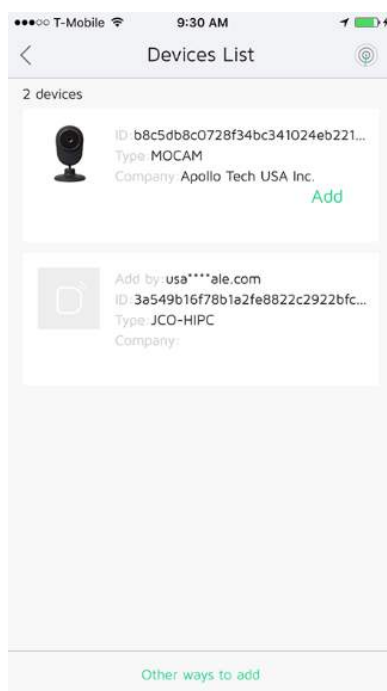 T-Mobile 9:30 AM
Devices List
2 devices
ID:b8c5db8c0728f34bc341024eb221...
Type:MOCAM
Company:Apollo Tech USA Inc.
Add
Add by:usa****ale.com
ID:3a549b16f78b1a2fe8822c2922bfc...
Type:JCO-HIPC
Company:
Other ways to add